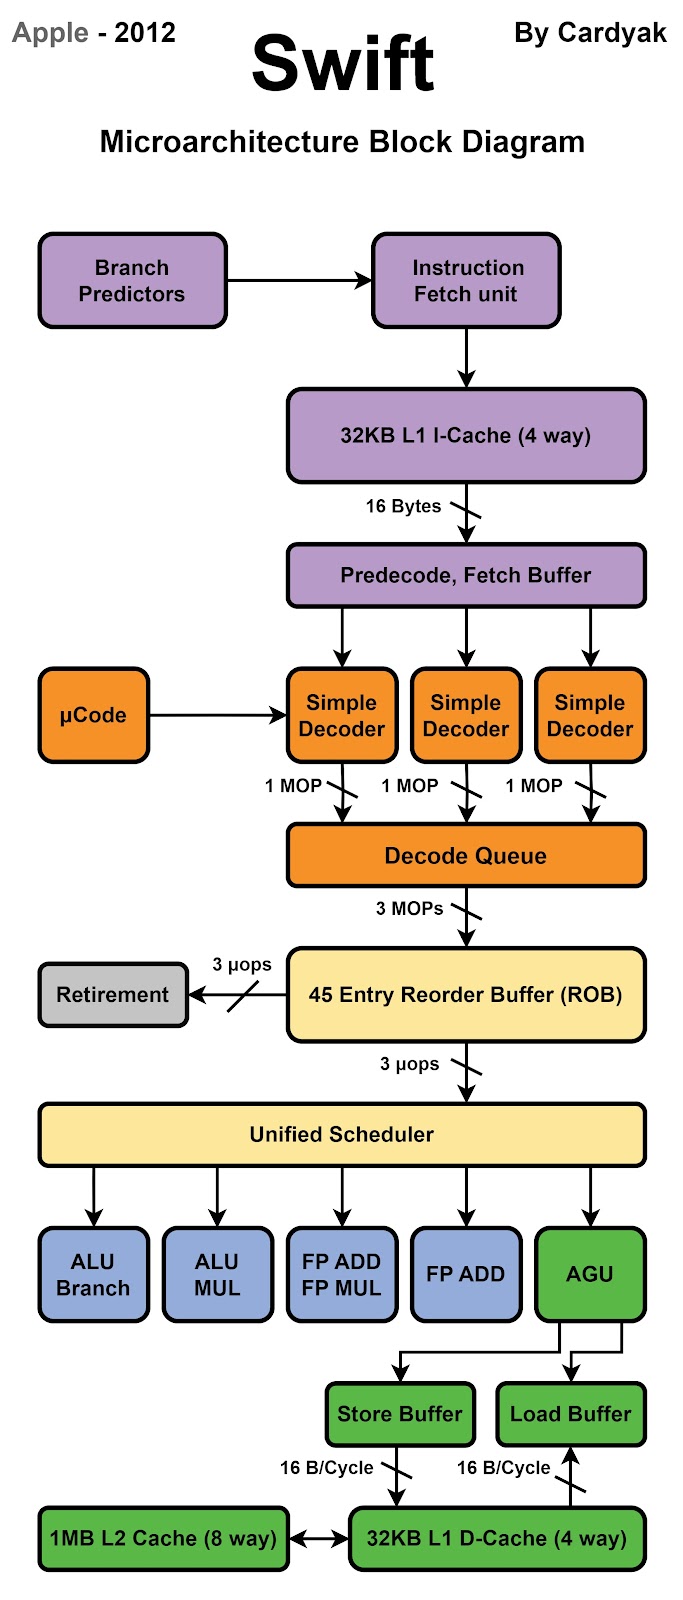 Apple - 2012
By Cardyak
Swift
Microarchitecture Block Diagram
Branch
Predictors
Instruction
Fetch unit
32KB L1 I-Cache (4 way)
16 Bytes
Predecode, Fetch Buffer
µCode
Simple
Decoder
Simple
Decoder
Simple
Decoder
1 MOP
1 MOP
1 MOP
Decode Queue
3 MOPs
3 µops
Retirement
45 Entry Reorder Buffer (ROB)
3 µops
Unified Scheduler
ALU
Branch
ALU
MUL
FP ADD
FP MUL
FP ADD
AGU
Store Buffer
Load Buffer
16 B/Cycle
16 B/Cycle
1MB L2 Cache (8 way)
32KB L1 D-Cache (4 way)